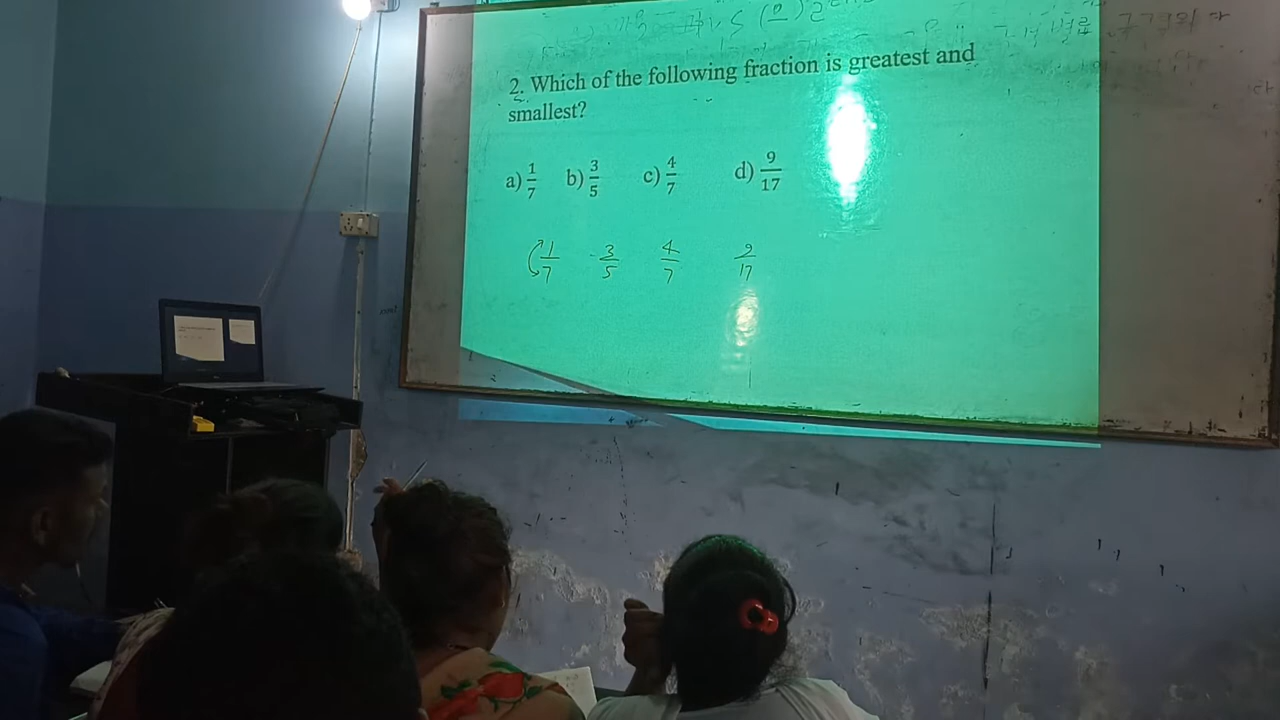 2. Which of the following fraction is greatest and
smallest?
a) 1/7 b) 3/5 c) 4/7 d) 9/17
1/7 3/5 4/7 9/17